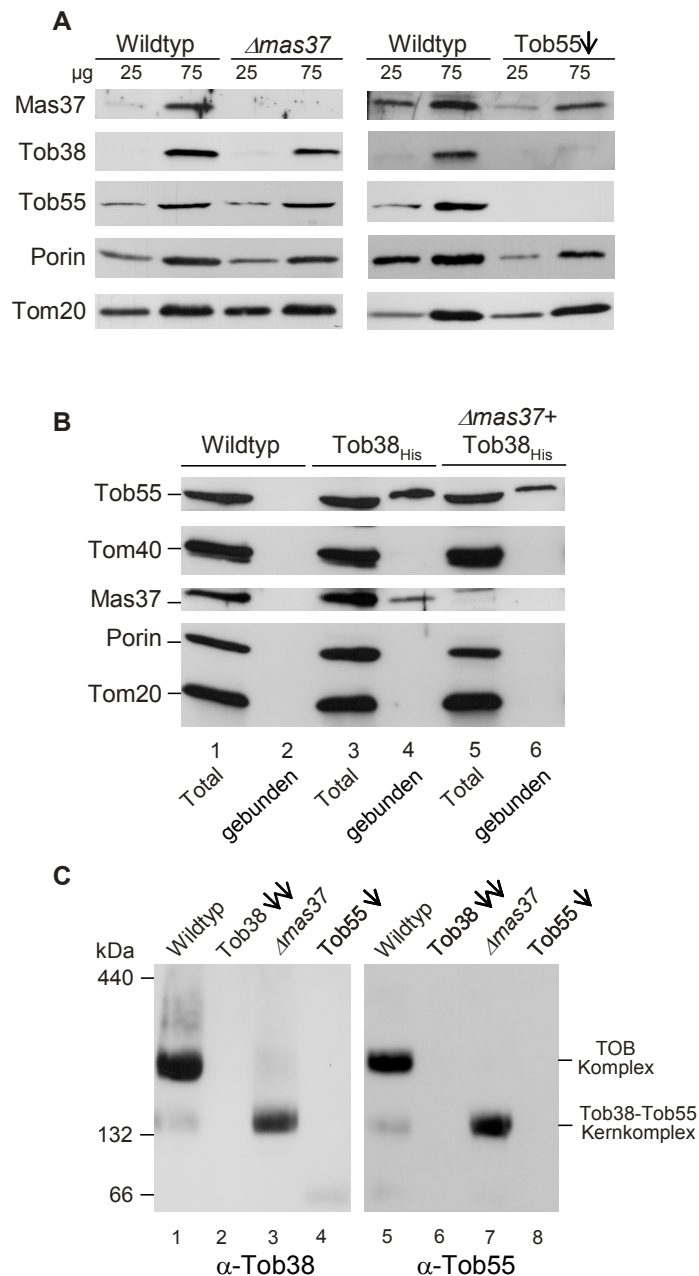 A
Wildtyp Δmas37 Wildtyp Tob55
µg 25 75 25 75 25 75 25 75
Mas37
Tob38
Tob55
Porin
Tom20
B
Wildtyp Tob38His Δmas37+ Tob38His
Tob55
Tom40
Mas37
Porin
Tom20
1 2 3 4 5 6
Total gebunden Total gebunden Total gebunden
C
Wildtyp Tob38 Δmas37 Tob55 Wildtyp Tob38 Δmas37 Tob55
kDa
440
TOB
Komplex
Tob38-Tob55
132
Kernkomplex
66
1 2 3 4 5 6 7 8
α-Tob38 α-Tob55